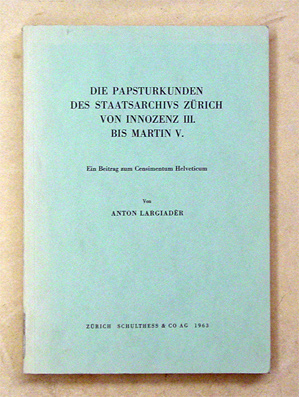 DIE PAPSTURKUNDEN
DES STAATSARCHIVS ZÜRICH
VON INNOZENZ III.
BIS MARTIN V.
Ein Beitrag zum Censimentum Helveticum
Von
ANTON LARGIADÈR
ZÜRICH SCHULTHESS & CO AG 1963